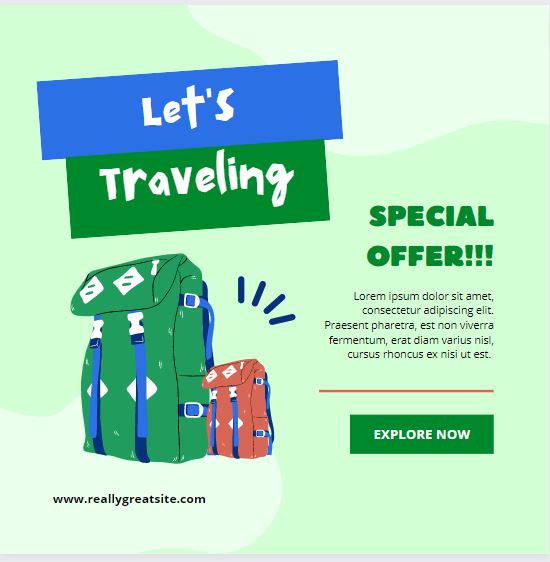 Let's
Traveling
SPECIAL
OFFER!!!
Lorem ipsum dolor sit amet,
consectetur adipiscing elit.
Praesent pharetra, est non viverra
fermentum, erat diam varius nisl,
cursus rhoncus ex nisi ut est.
EXPLORE NOW
www.reallygreatsite.com